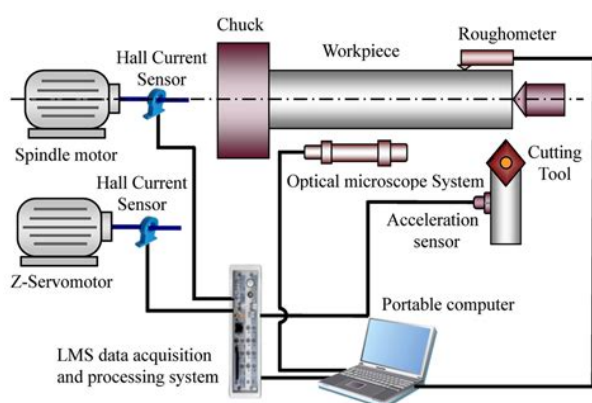 Chuck
Roughometer
Hall Current
Sensor
Workpiece
Spindle motor
Optical microscope System
Cutting
Tool
Hall Current
Sensor
Acceleration
sensor
Z-Servomotor
Portable computer
LMS data acquisition
and processing system